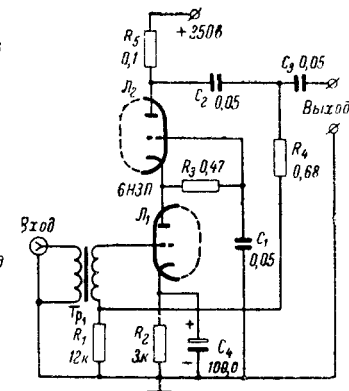 R5
0,1
+ 250в
C2 0,05
C3 0,05
Выход
Л2
6Н3П
R3 0,47
R4
0,68
Л1
C1
0,05
Вход
Тр1
R1
12к
R2
3к
+
−
C4
100,0